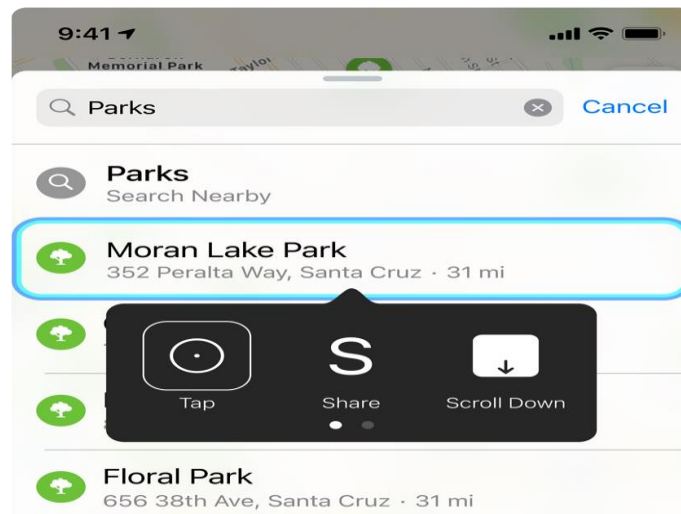 9:41
Memorial Park
Taylor
Parks
Cancel
Parks
Search Nearby
Moran Lake Park
352 Peralta Way, Santa Cruz · 31 mi
S
Tap
Share
Scroll Down
Floral Park
656 38th Ave, Santa Cruz · 31 mi